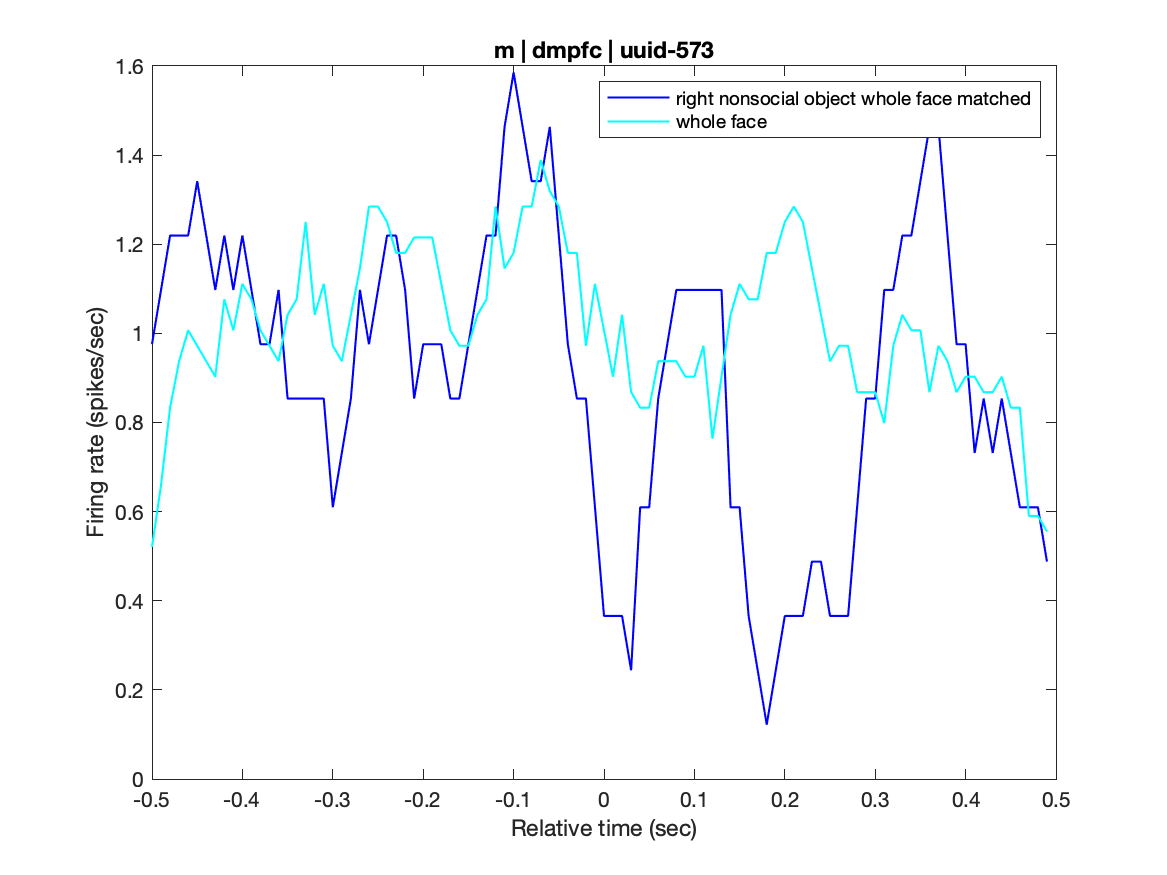 m | dmpfc | uuid-573
right nonsocial object whole face matched
whole face
Firing rate (spikes/sec)
1.6
1.4
1.2
1
0.8
0.6
0.4
0.2
0
-0.5 -0.4 -0.3 -0.2 -0.1 0 0.1 0.2 0.3 0.4 0.5
Relative time (sec)